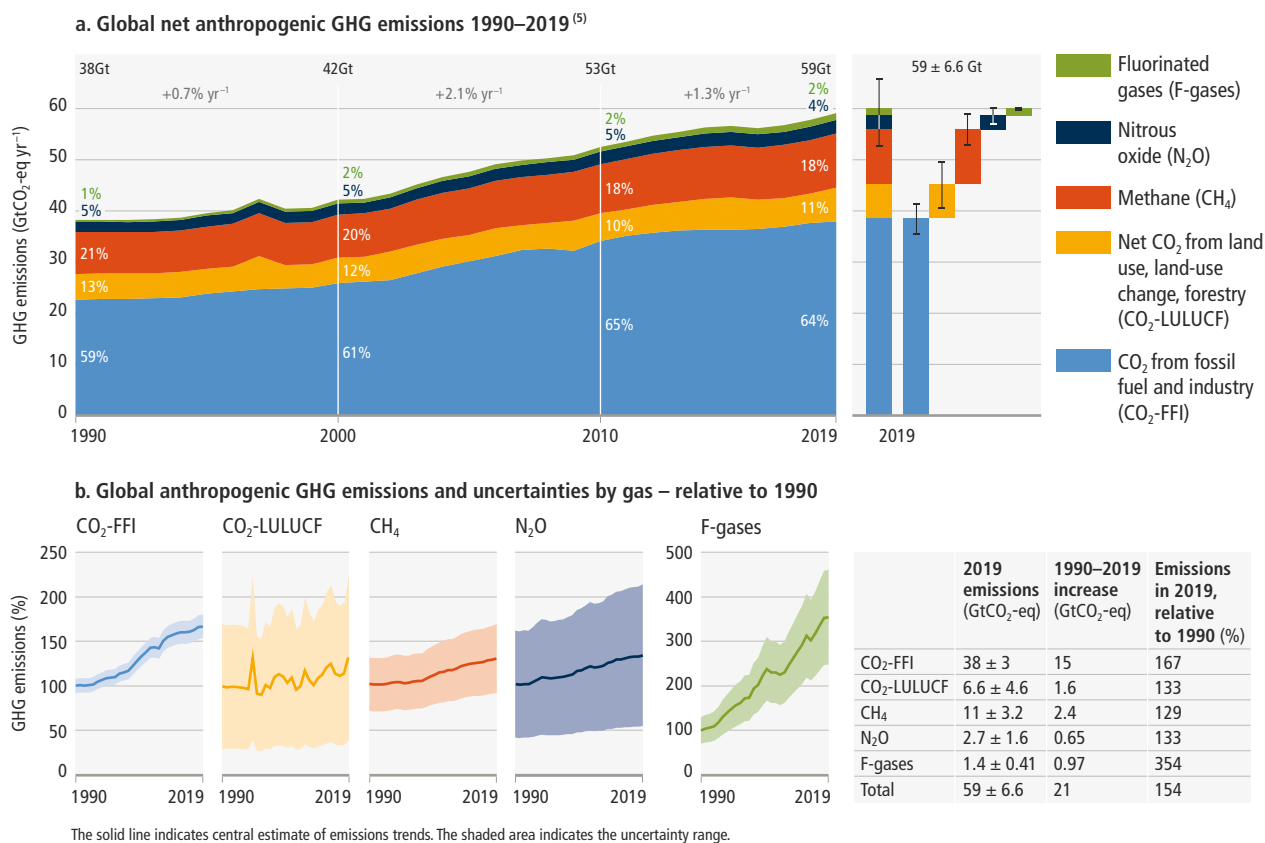 a. Global net anthropogenic GHG emissions 1990–2019 (5)
GHG emissions (GtCO2-eq yr−1)
60
50
40
30
20
10
0
38Gt
42Gt
53Gt
59Gt
+0.7% yr−1
+2.1% yr−1
+1.3% yr−1
1%
5%
21%
13%
59%
2%
5%
20%
12%
61%
2%
5%
18%
10%
65%
2%
4%
18%
11%
64%
1990
2000
2010
2019
59 ± 6.6 Gt
2019
Fluorinated
gases (F-gases)
Nitrous
oxide (N2O)
Methane (CH4)
Net CO2 from land
use, land-use
change, forestry
(CO2-LULUCF)
CO2 from fossil
fuel and industry
(CO2-FFI)
b. Global anthropogenic GHG emissions and uncertainties by gas – relative to 1990
GHG emissions (%)
CO2-FFI
CO2-LULUCF
CH4
N2O
F-gases
250
200
150
100
50
0
500
400
300
200
100
0
1990 2019
1990 2019
1990 2019
1990 2019
1990 2019
2019 emissions (GtCO2-eq) 1990–2019 increase (GtCO2-eq) Emissions in 2019, relative to 1990 (%)
CO2-FFI 38 ± 3 15 167
CO2-LULUCF 6.6 ± 4.6 1.6 133
CH4 11 ± 3.2 2.4 129
N2O 2.7 ± 1.6 0.65 133
F-gases 1.4 ± 0.41 0.97 354
Total 59 ± 6.6 21 154
The solid line indicates central estimate of emissions trends. The shaded area indicates the uncertainty range.